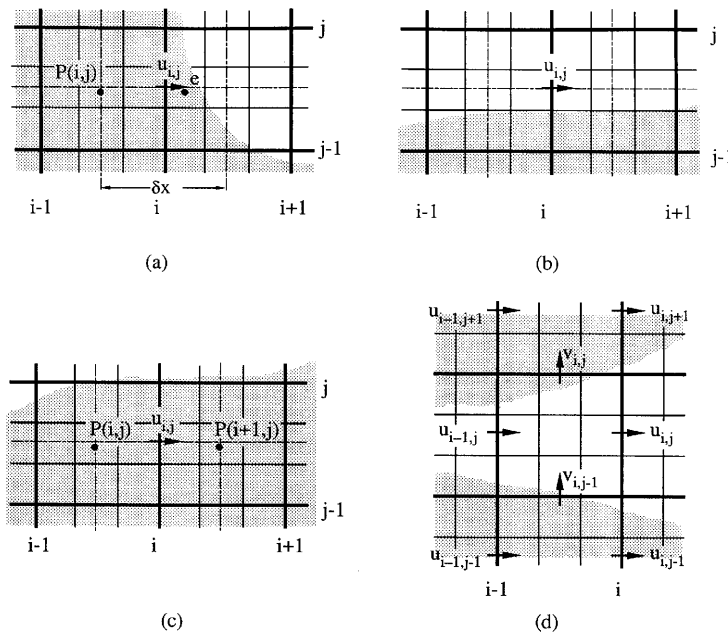 j
P(i,j) u_{i,j} e
j-1
δx
i-1 i i+1
(a)
j
u_{i,j}
j-1
i-1 i i+1
(b)
j
P(i,j) u_{i,j} P(i+1,j)
j-1
i-1 i i+1
(c)
u_{i-1,j+1} u_{i,j+1}
v_{i,j}
u_{i-1,j} u_{i,j}
v_{i,j-1}
u_{i-1,j-1} u_{i,j-1}
i-1 i
(d)